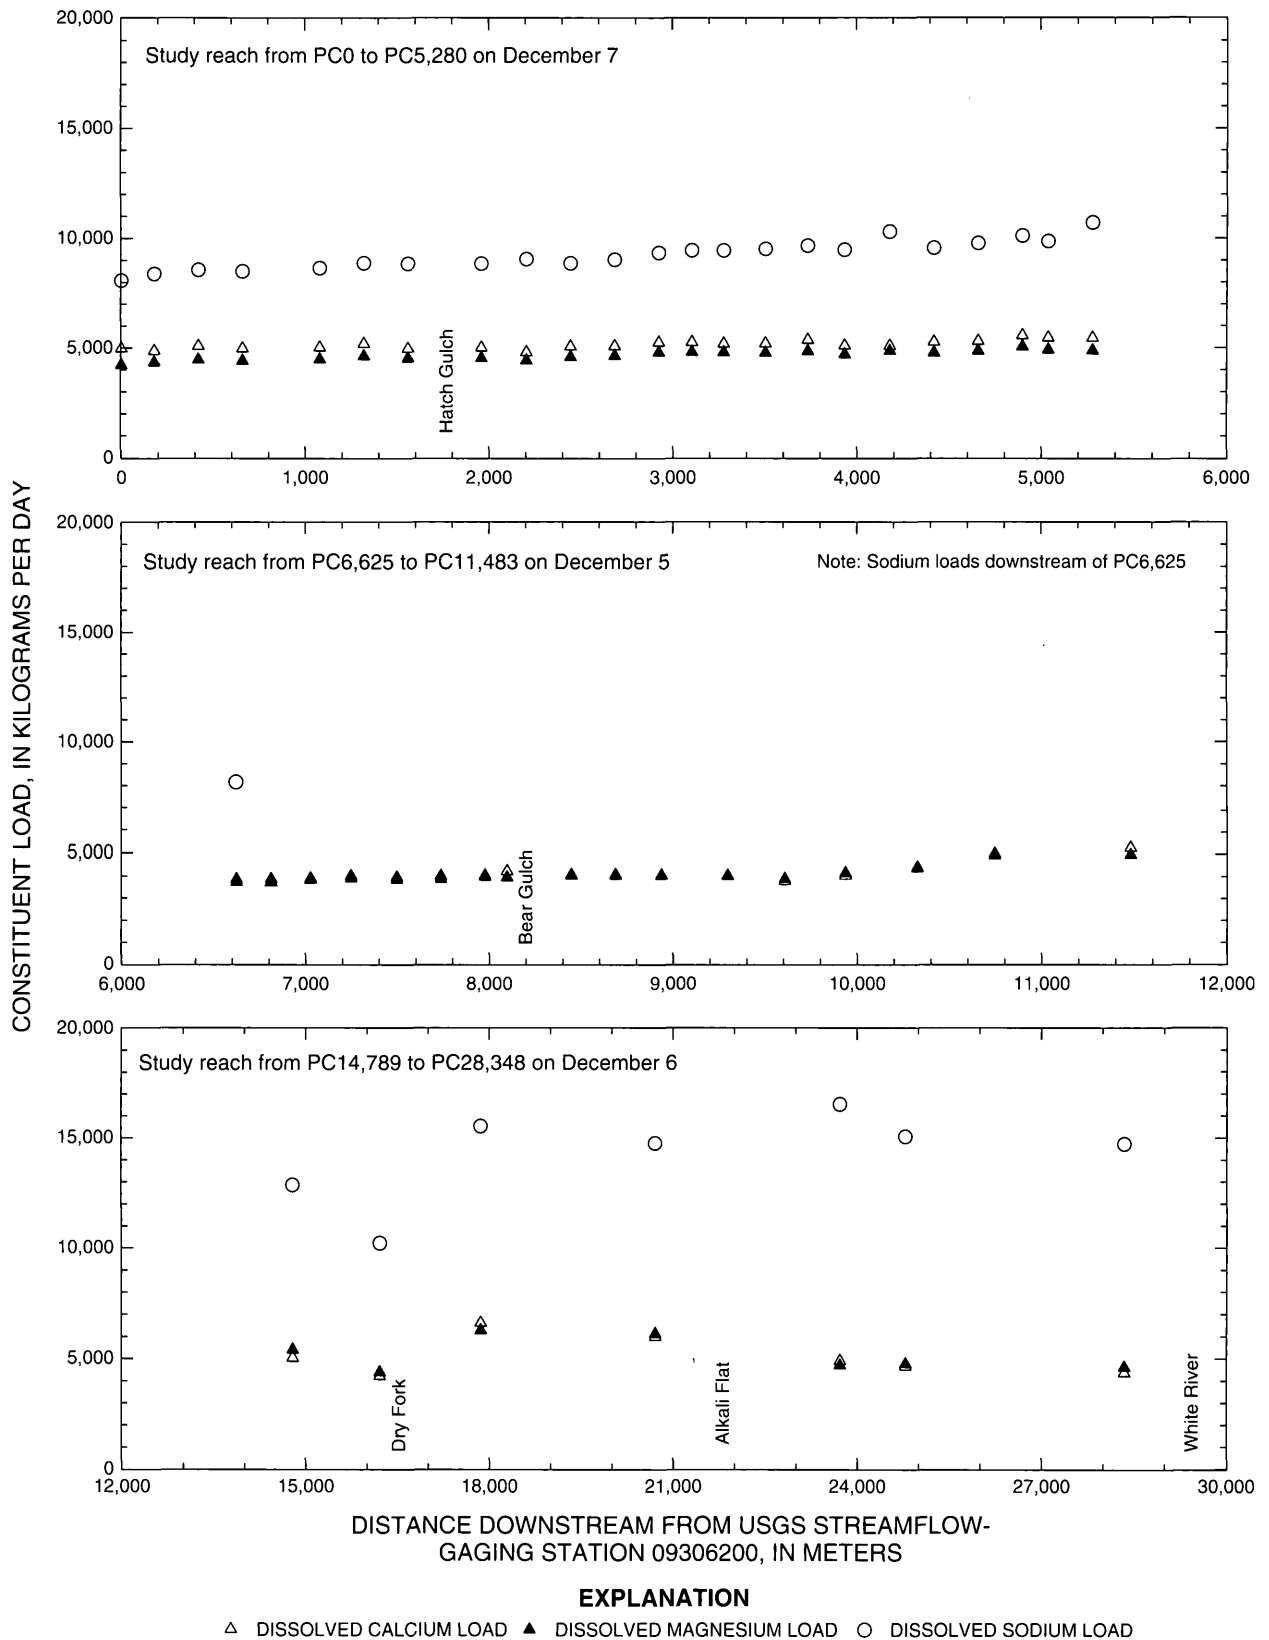 20,000
Study reach from PC0 to PC5,280 on December 7
15,000
10,000
5,000
Hatch Gulch
0
0 1,000 2,000 3,000 4,000 5,000 6,000
20,000
Study reach from PC6,625 to PC11,483 on December 5 Note: Sodium loads downstream of PC6,625
15,000
10,000
5,000
Bear Gulch
0
6,000 7,000 8,000 9,000 10,000 11,000 12,000
CONSTITUENT LOAD, IN KILOGRAMS PER DAY
20,000
Study reach from PC14,789 to PC28,348 on December 6
15,000
10,000
5,000
Dry Fork
Alkali Flat
White River
0
12,000 15,000 18,000 21,000 24,000 27,000 30,000
DISTANCE DOWNSTREAM FROM USGS STREAMFLOW-
GAGING STATION 09306200, IN METERS
EXPLANATION
△ DISSOLVED CALCIUM LOAD ▲ DISSOLVED MAGNESIUM LOAD ○ DISSOLVED SODIUM LOAD